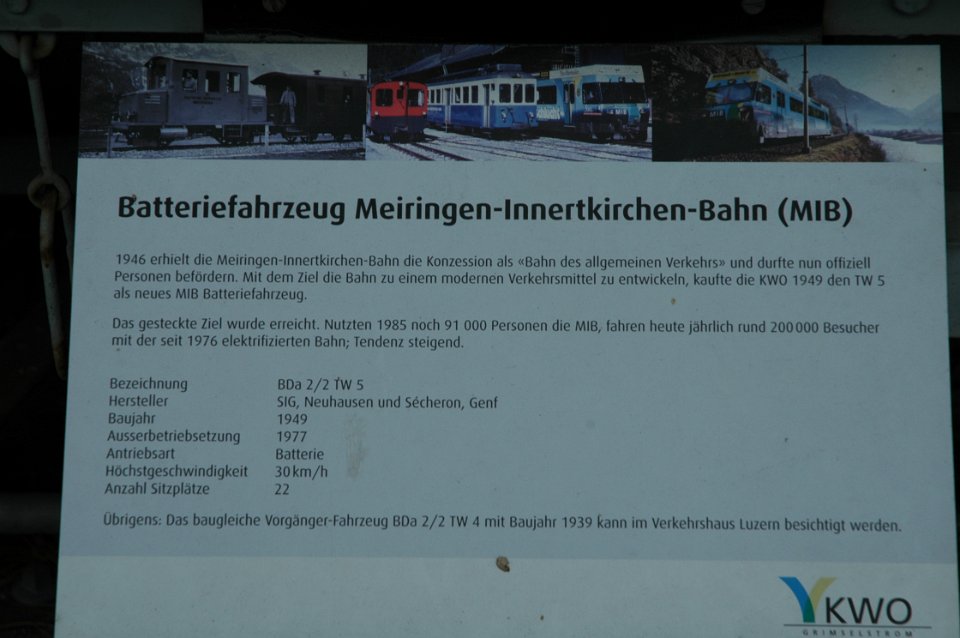 Batteriefahrzeug Meiringen-Innertkirchen-Bahn (MIB)
1946 erhielt die Meiringen-Innertkirchen-Bahn die Konzession als «Bahn des allgemeinen Verkehrs» und durfte nun offiziell
Personen befördern. Mit dem Ziel die Bahn zu einem modernen Verkehrsmittel zu entwickeln, kaufte die KWO 1949 den TW 5
als neues MIB Batteriefahrzeug.
Das gesteckte Ziel wurde erreicht. Nutzten 1985 noch 91 000 Personen die MIB, fahren heute jährlich rund 200 000 Besucher
mit der seit 1976 elektrifizierten Bahn; Tendenz steigend.
Bezeichnung BDa 2/2 TW 5
Hersteller SIG, Neuhausen und Sécheron, Genf
Baujahr 1949
Ausserbetriebsetzung 1977
Antriebsart Batterie
Höchstgeschwindigkeit 30 km/h
Anzahl Sitzplätze 22
Übrigens: Das baugleiche Vorgänger-Fahrzeug BDa 2/2 TW 4 mit Baujahr 1939 kann im Verkehrshaus Luzern besichtigt werden.
KWO
GRIMSELSTROM